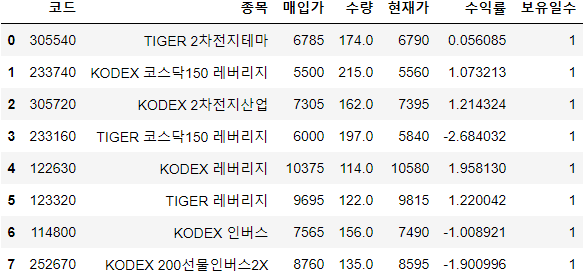 코드 종목 매입가 수량 현재가 수익률 보유일수
0 305540 TIGER 2차전지테마 6785 174.0 6790 0.056085 1
1 233740 KODEX 코스닥150 레버리지 5500 215.0 5560 1.073213 1
2 305720 KODEX 2차전지산업 7305 162.0 7395 1.214324 1
3 233160 TIGER 코스닥150 레버리지 6000 197.0 5840 -2.684032 1
4 122630 KODEX 레버리지 10375 114.0 10580 1.958130 1
5 123320 TIGER 레버리지 9695 122.0 9815 1.220042 1
6 114800 KODEX 인버스 7565 156.0 7490 -1.008921 1
7 252670 KODEX 200선물인버스2X 8760 135.0 8595 -1.900996 1